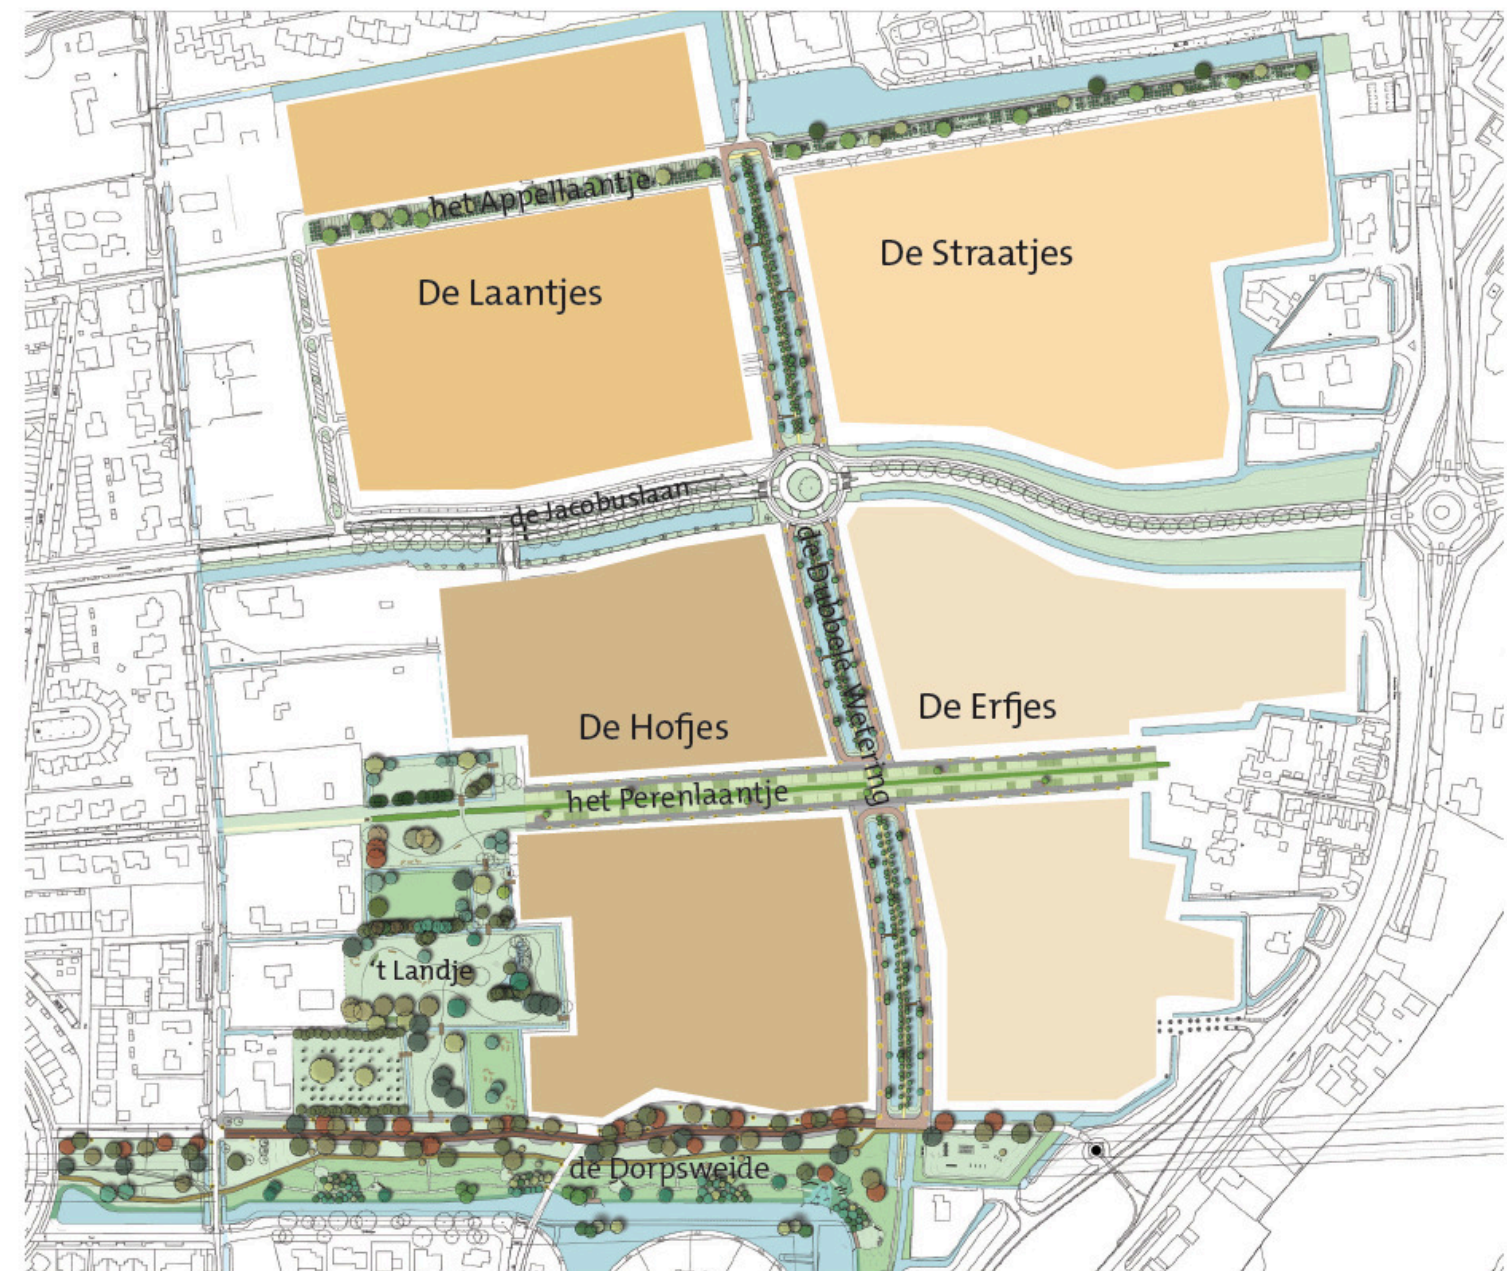 het Appellaantje
De Straatjes
De Laantjes
de Jacobuslaan
de Dubbele Wetering
De Hofjes
De Erfjes
het Perenlaantje
't Landje
de Dorpsweide